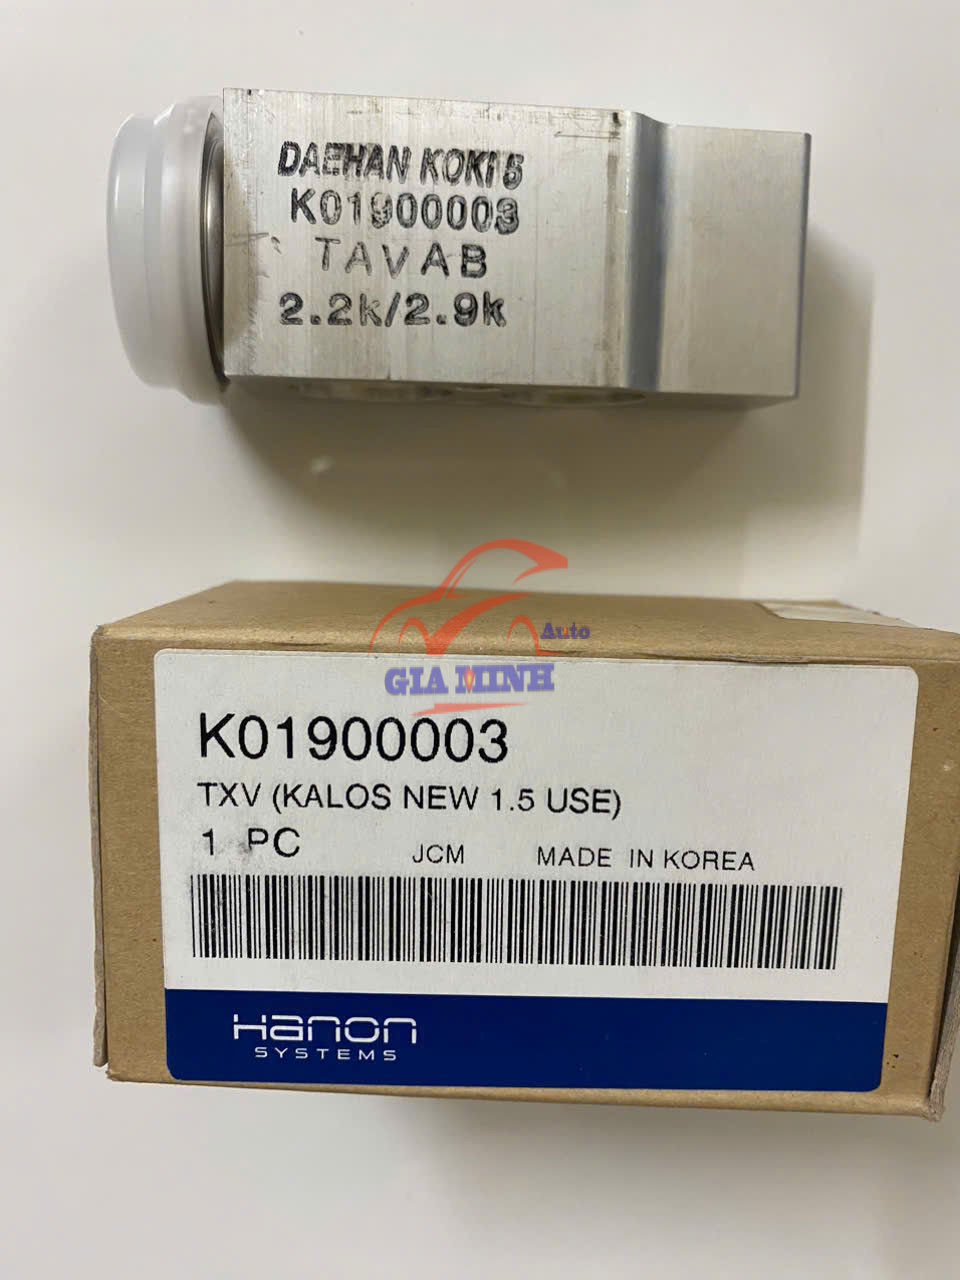 DAEHAN KOKI 5
K01900003
TAVAB
2.2k/2.9k
Auto
GIA MINH
K01900003
TXV (KALOS NEW 1.5 USE)
1 PC JCM MADE IN KOREA
Hanon
SYSTEMS